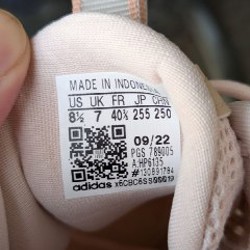 MADE IN INDONESIA
US UK FR JP CHN
8½ 7 40⅔ 255 250
09/22
PGS 789005
A:HP6135
#130891784
adidas